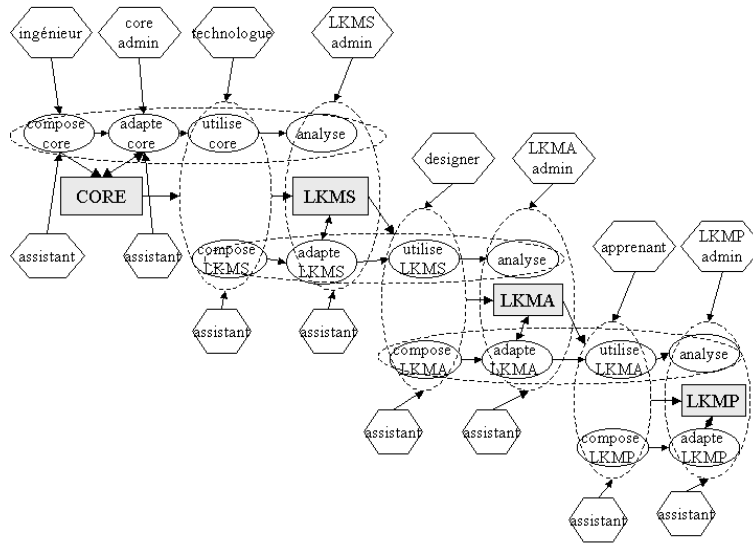 ingénieur
core
admin
technologue
LKMS
admin
compose
core
adapte
core
utilise
core
analyse
designer
LKMA
admin
CORE
LKMS
assistant
assistant
compose
LKMS
adapte
LKMS
utilise
LKMS
analyse
apprenant
LKMP
admin
LKMA
assistant
assistant
compose
LKMA
adapte
LKMA
utilise
LKMA
analyse
LKMP
assistant
assistant
compose
LKMP
adapte
LKMP
assistant
assistant